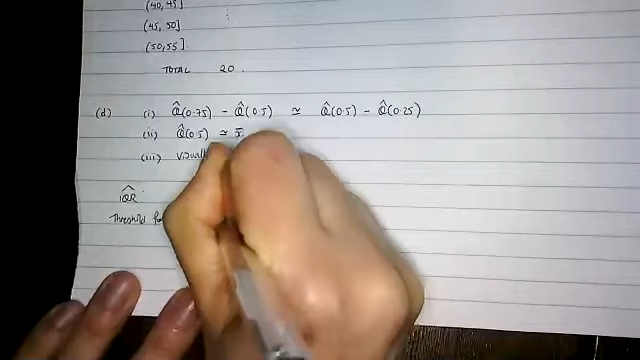 (40, 45]
(45, 50]
(50, 55]
TOTAL 20.
(d) (i) Q̂(0.75) - Q̂(0.5) ≃ Q̂(0.5) - Q̂(0.25)
(ii) Q̂(0.5) ≃ x̄
(iii)
IQR
Threshold